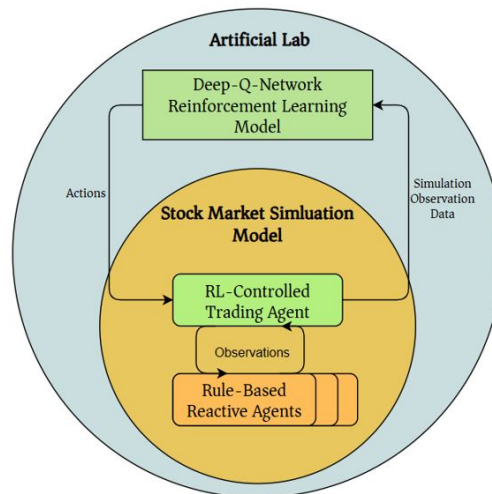 Artificial Lab
Deep-Q-Network
Reinforcement Learning
Model
Actions
Simulation
Observation
Data
Stock Market Simluation
Model
RL-Controlled
Trading Agent
Observations
Rule-Based
Reactive Agents